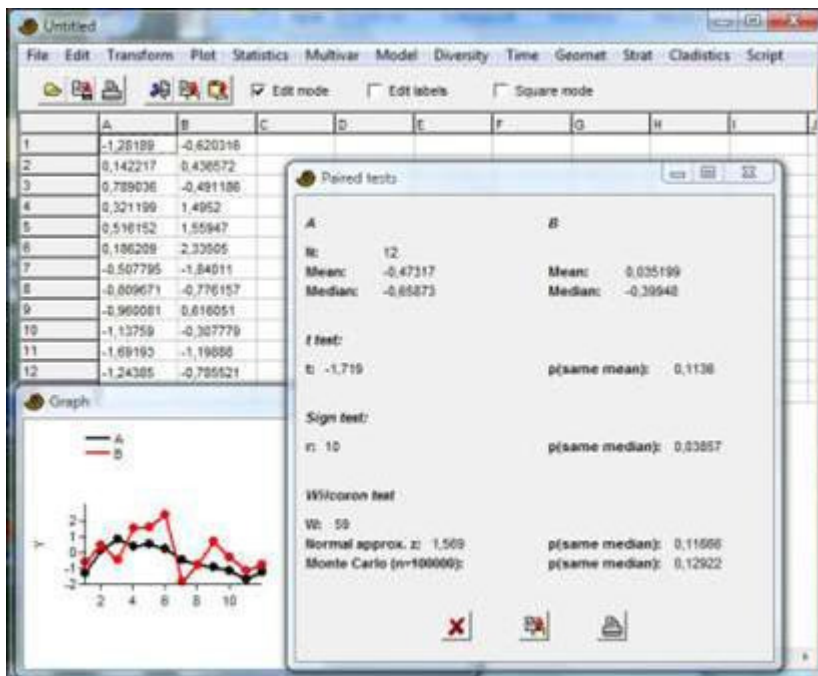 Untitled
File Edit Transform Plot Statistics Multivar Model Diversity Time Geomet Strat Cladistics Script
Edit mode Edit labels Square mode
A B C D E F G H I
1 -1,28189 -0,620316
2 0,142217 0,436572
3 0,789036 -0,491186
4 0,321199 1,4952
5 0,516152 1,55947
6 0,186209 2,33505
7 -0,507795 -1,84011
8 -0,809671 -0,776157
9 -0,960081 0,616051
10 -1,13759 -0,307779
11 -1,69193 -1,19886
12 -1,24385 -0,785521
Paired tests
A B
N: 12
Mean: -0,47317 Mean: 0,035199
Median: -0,65873 Median: -0,39948
t test:
t: -1,719 p(same mean): 0,1136
Sign test:
r: 10 p(same median): 0,03857
Wilcoxon test
W: 59
Normal approx. z: 1,569 p(same median): 0,11666
Monte Carlo (n=100000): p(same median): 0,12922
Graph
A
B
Y
2
1
0
-1
-2
2 4 6 8 10